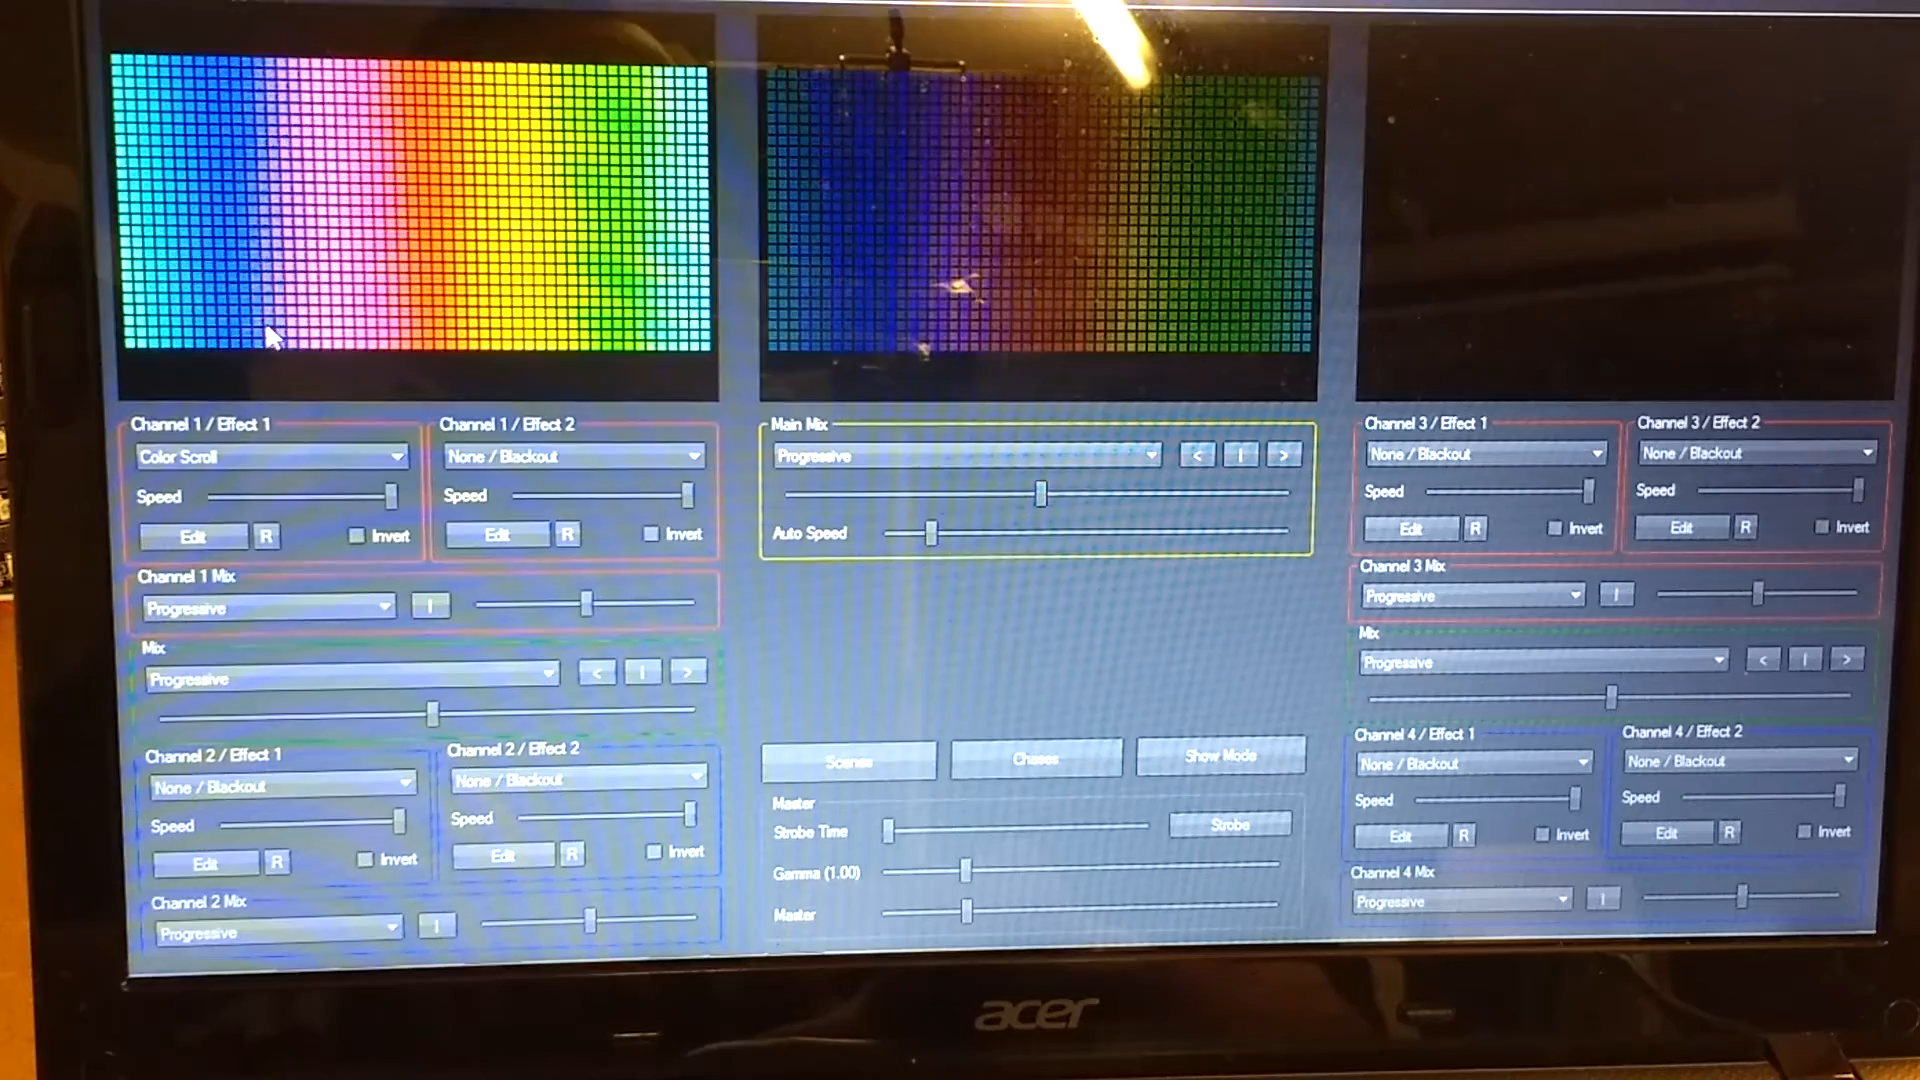 Channel 1 / Effect 1
Color Scroll
Speed
Edit R Invert
Channel 1 / Effect 2
None / Blackout
Speed
Edit R Invert
Channel 1 Mix
Progressive I
Mix
Progressive < I >
Channel 2 / Effect 1
None / Blackout
Speed
Edit R Invert
Channel 2 / Effect 2
None / Blackout
Speed
Edit R Invert
Channel 2 Mix
Progressive I
Main Mix
Progressive < I >
Auto Speed
Scenes Chases Show Mode
Master
Strobe Time Strobe
Gamma (1.00)
Master
Channel 3 / Effect 1
None / Blackout
Speed
Edit R Invert
Channel 3 / Effect 2
None / Blackout
Speed
Edit R Invert
Channel 3 Mix
Progressive I
Mix
Progressive < I >
Channel 4 / Effect 1
None / Blackout
Speed
Edit R Invert
Channel 4 / Effect 2
None / Blackout
Speed
Edit R Invert
Channel 4 Mix
Progressive I
acer